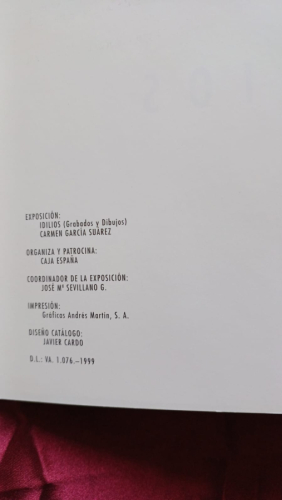 EXPOSICIÓN:
IDILIOS (Grabados y Dibujos)
CARMEN GARCÍA SUÁREZ
ORGANIZA Y PATROCINA:
CAJA ESPAÑA
COORDINADOR DE LA EXPOSICIÓN:
JOSÉ Mª SEVILLANO G.
IMPRESIÓN:
Gráficas Andrés Martín, S. A.
DISEÑO CATÁLOGO:
JAVIER CARDO
D.L.: VA. 1.076.–1999